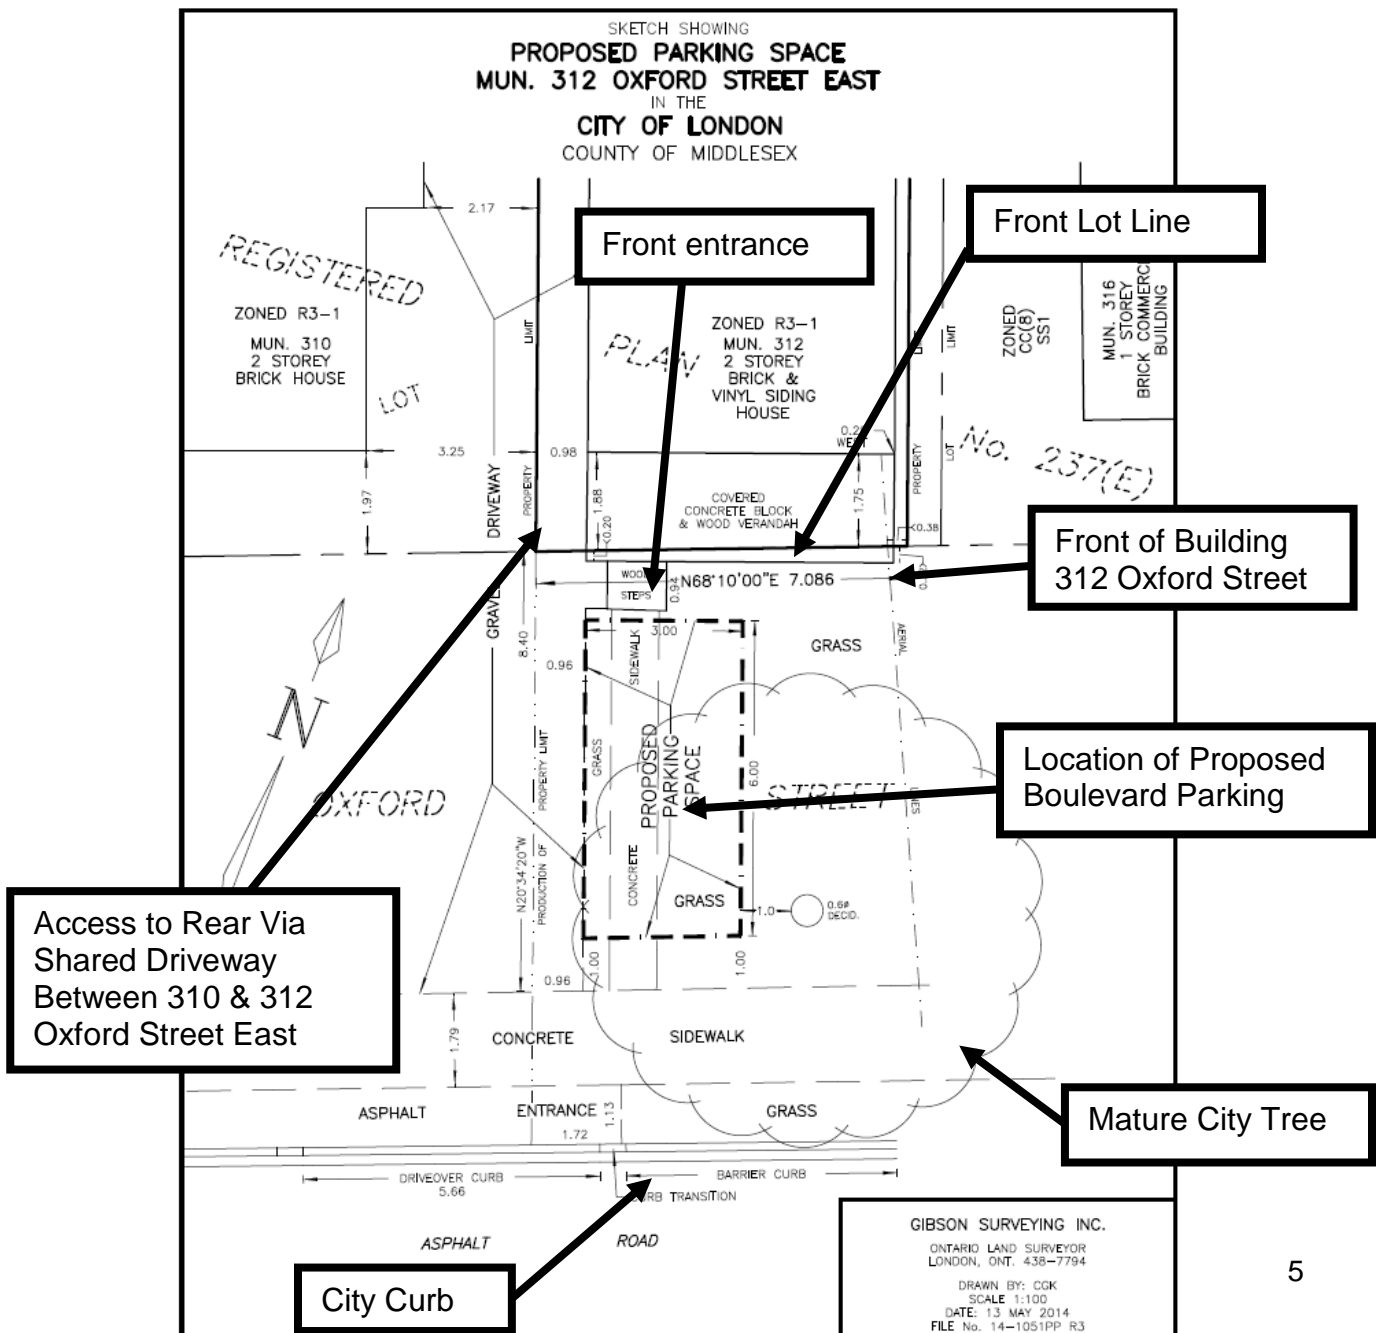 SKETCH SHOWING
PROPOSED PARKING SPACE
MUN. 312 OXFORD STREET EAST
IN THE
CITY OF LONDON
COUNTY OF MIDDLESEX
2.17
Front entrance
Front Lot Line
REGISTERED
ZONED R3-1
MUN. 310
2 STOREY
BRICK HOUSE
LOT
LIMIT
PLAN
ZONED R3-1
MUN. 312
2 STOREY
BRICK &
VINYL SIDING
HOUSE
LIMIT
ZONED
CC(8)
SS1
MUN. 316
1 STOREY
BRICK COMMERC
BUILDING
No. 237(E)
3.25
0.98
WEST
1.97
DRIVEWAY
PROPERTY
1.88
0.20
COVERED
CONCRETE BLOCK
& WOOD VERANDAH
1.75
PROPERTY
LOT
0.38
Front of Building
312 Oxford Street
WOOD
STEPS
0.94
N68°10'00"E 7.086
GRAVEL
8.40
0.96
SIDEWALK
3.00
GRASS
AERIAL
N
OXFORD
STREET
LINES
GRASS
PROPOSED
PARKING
SPACE
6.00
Location of Proposed
Boulevard Parking
PROPERTY LIMIT
PRODUCTION OF
N20°34'20"W
CONCRETE
GRASS
1.0
0.6ø
DECID.
Access to Rear Via
Shared Driveway
Between 310 & 312
Oxford Street East
0.96
1.00
1.00
1.79
CONCRETE
SIDEWALK
ASPHALT
ENTRANCE
1.13
GRASS
1.72
Mature City Tree
DRIVEOVER CURB
5.66
BARRIER CURB
CURB TRANSITION
ASPHALT
ROAD
City Curb
GIBSON SURVEYING INC.
ONTARIO LAND SURVEYOR
LONDON, ONT. 438-7794
DRAWN BY: CGK
SCALE 1:100
DATE: 13 MAY 2014
FILE No. 14-1051PP R3
5